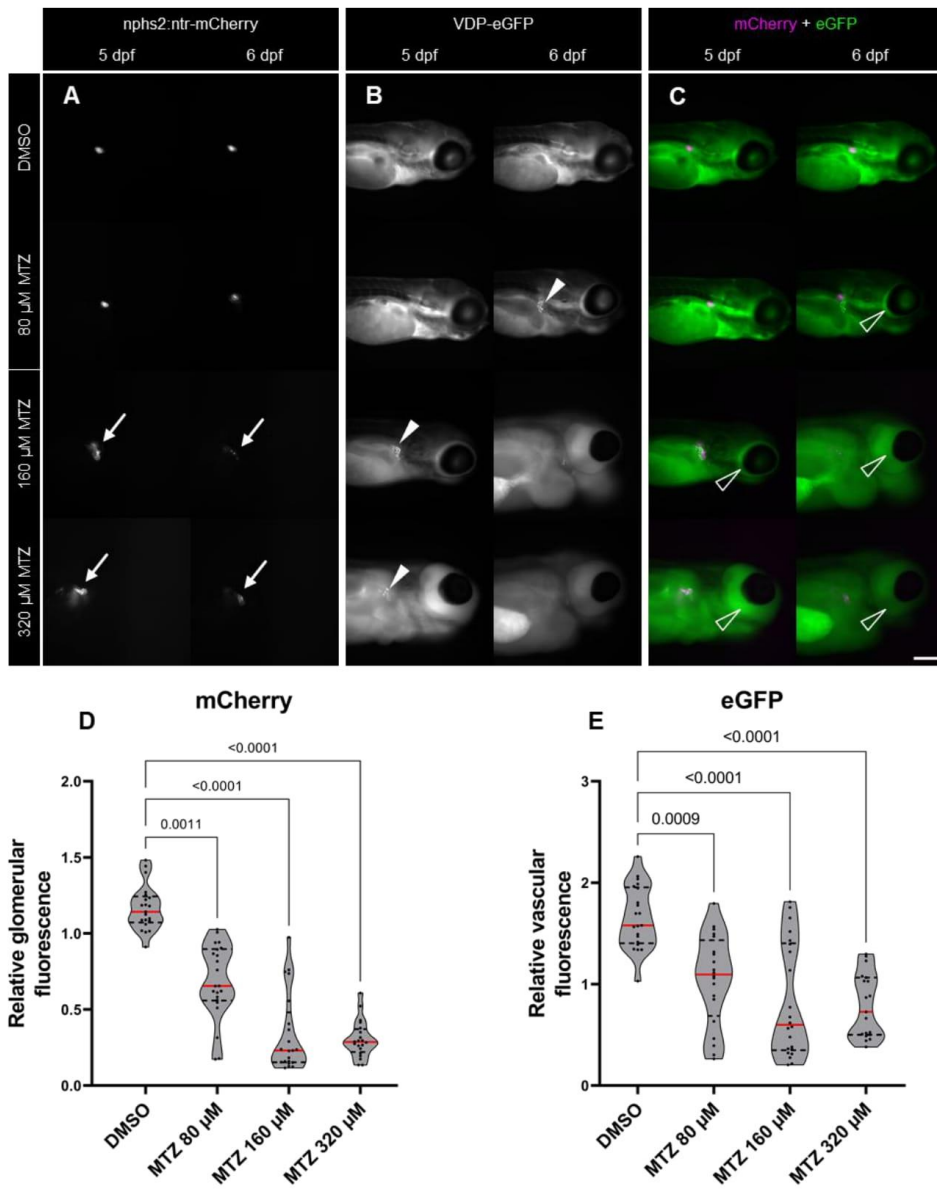 nphs2:ntr-mCherry
VDP-eGFP
mCherry + eGFP
5 dpf
6 dpf
5 dpf
6 dpf
5 dpf
6 dpf
A
B
C
DMSO
80 µM MTZ
160 µM MTZ
320 µM MTZ
D
mCherry
<0.0001
<0.0001
0.0011
2.0
1.5
1.0
0.5
0.0
Relative glomerular
fluorescence
DMSO
MTZ 80 µM
MTZ 160 µM
MTZ 320 µM
E
eGFP
<0.0001
<0.0001
0.0009
3
2
1
0
Relative vascular
fluorescence
DMSO
MTZ 80 µM
MTZ 160 µM
MTZ 320 µM